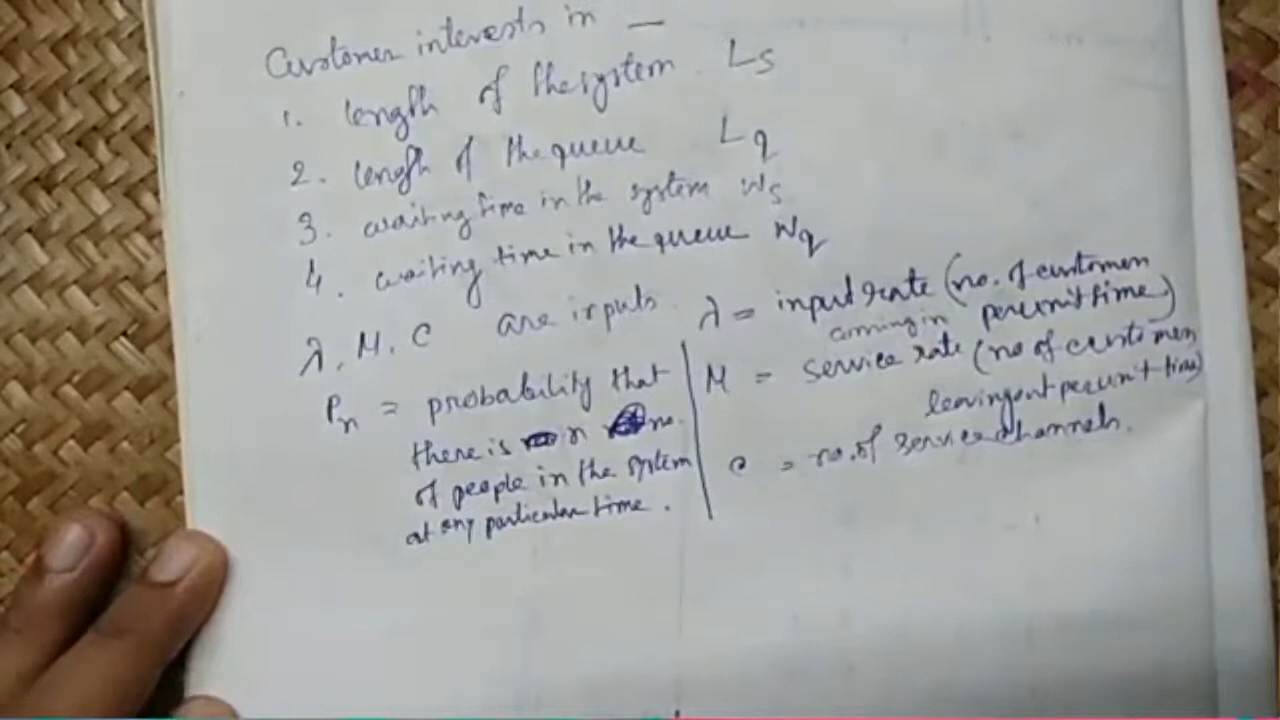 Customer interests in —
1. length of the system Ls
2. length of the queue Lq
3. waiting time in the system Ws
4. waiting time in the queue Wq
λ, M, C are inputs.
Pn = probability that
there is n no.
of people in the system
at any particular time.
λ = input rate (no. of customers
coming in per unit time)
M = service rate (no of customers
leaving out per unit time)
c = no. of service channels.